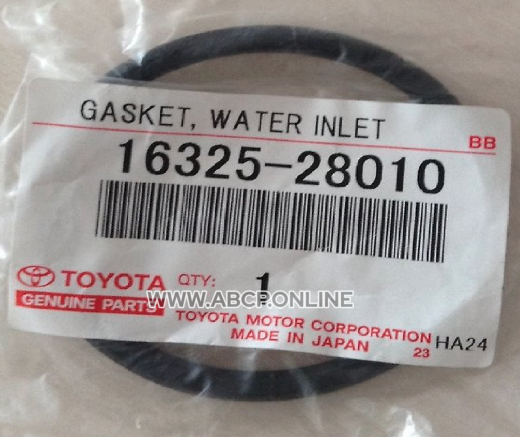 GASKET, WATER INLET
BB
16325-28010
TOYOTA QTY: 1
GENUINE PARTS
WWW.ABCP.ONLINE
TOYOTA MOTOR CORPORATION
MADE IN JAPAN 23 HA24